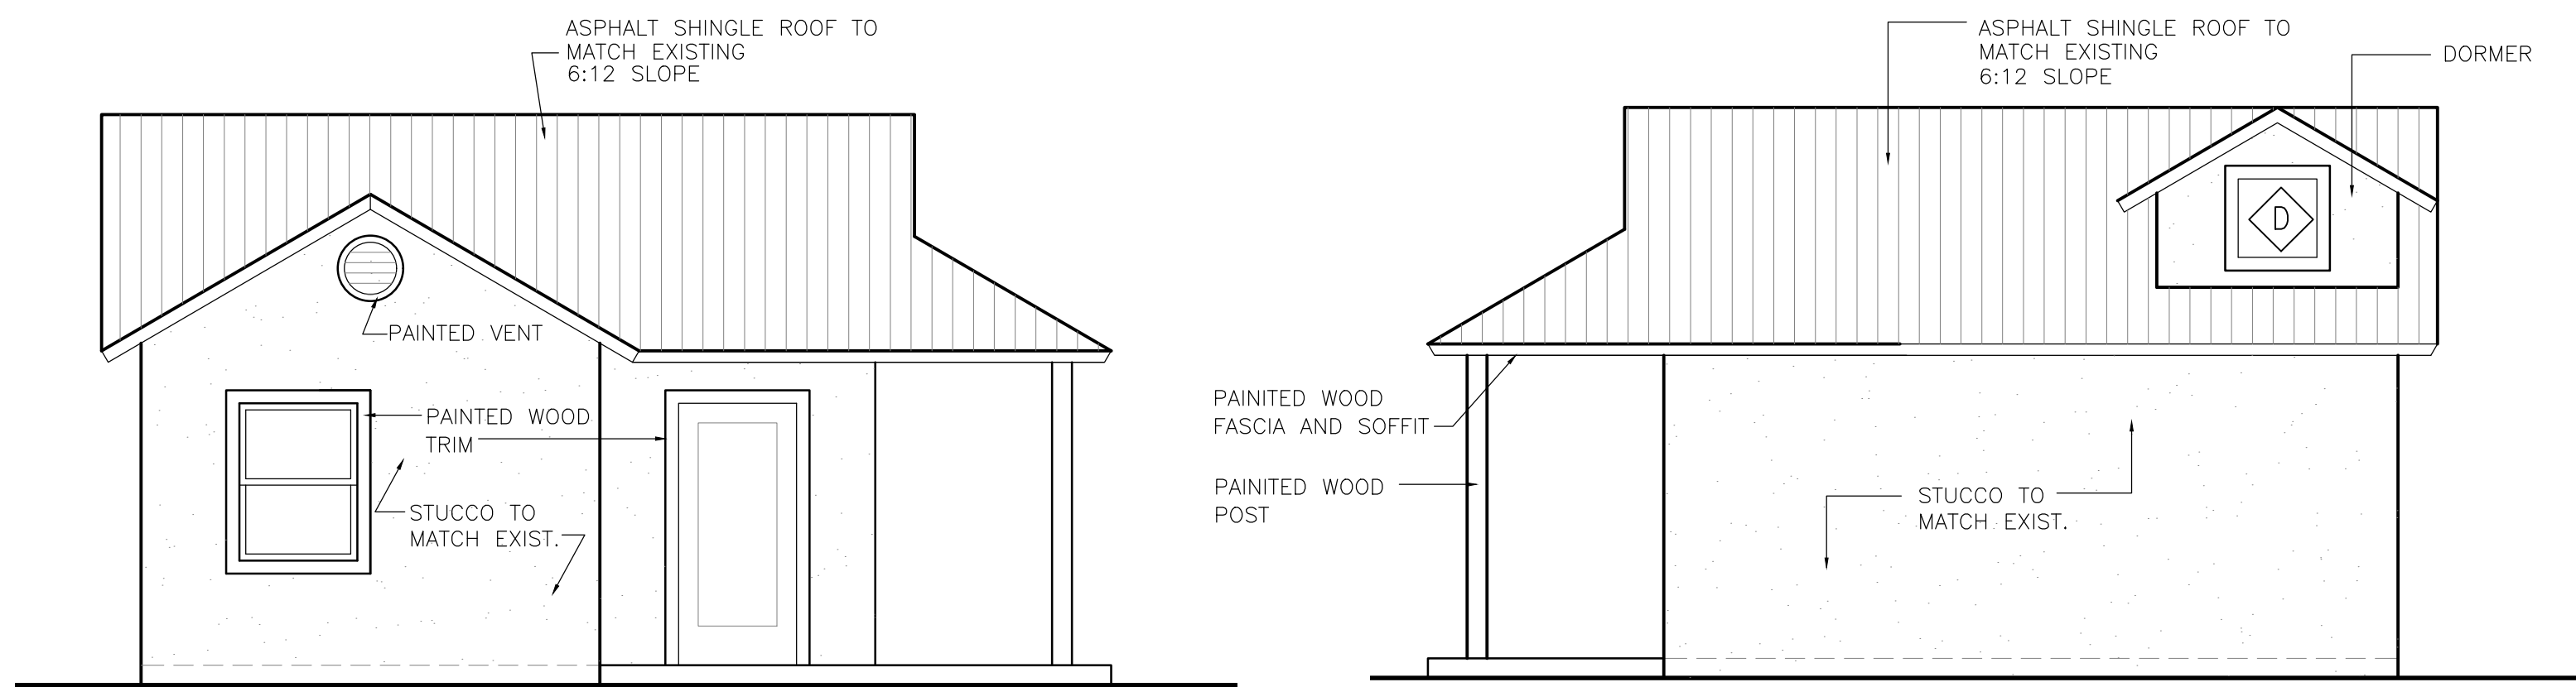 ASPHALT SHINGLE ROOF TO
MATCH EXISTING
6:12 SLOPE
PAINTED VENT
PAINTED WOOD
TRIM
STUCCO TO
MATCH EXIST.
ASPHALT SHINGLE ROOF TO
MATCH EXISTING
6:12 SLOPE
DORMER
D
PAINITED WOOD
FASCIA AND SOFFIT
PAINITED WOOD
POST
STUCCO TO
MATCH EXIST.